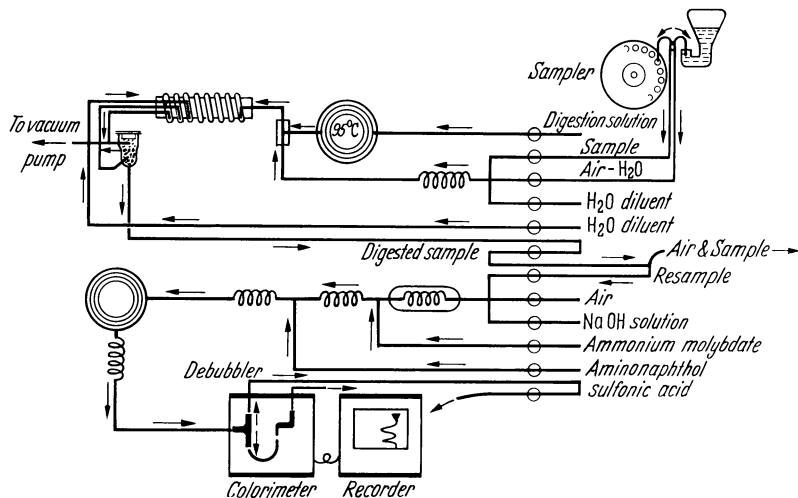 Sampler
Digestion solution
95°C
Sample
To vacuum
pump
Air-H2O
H2O diluent
H2O diluent
Digested sample
Air & Sample
Resample
Air
NaOH solution
Ammonium molybdate
Aminonaphthol
sulfonic acid
Debubbler
Colorimeter
Recorder